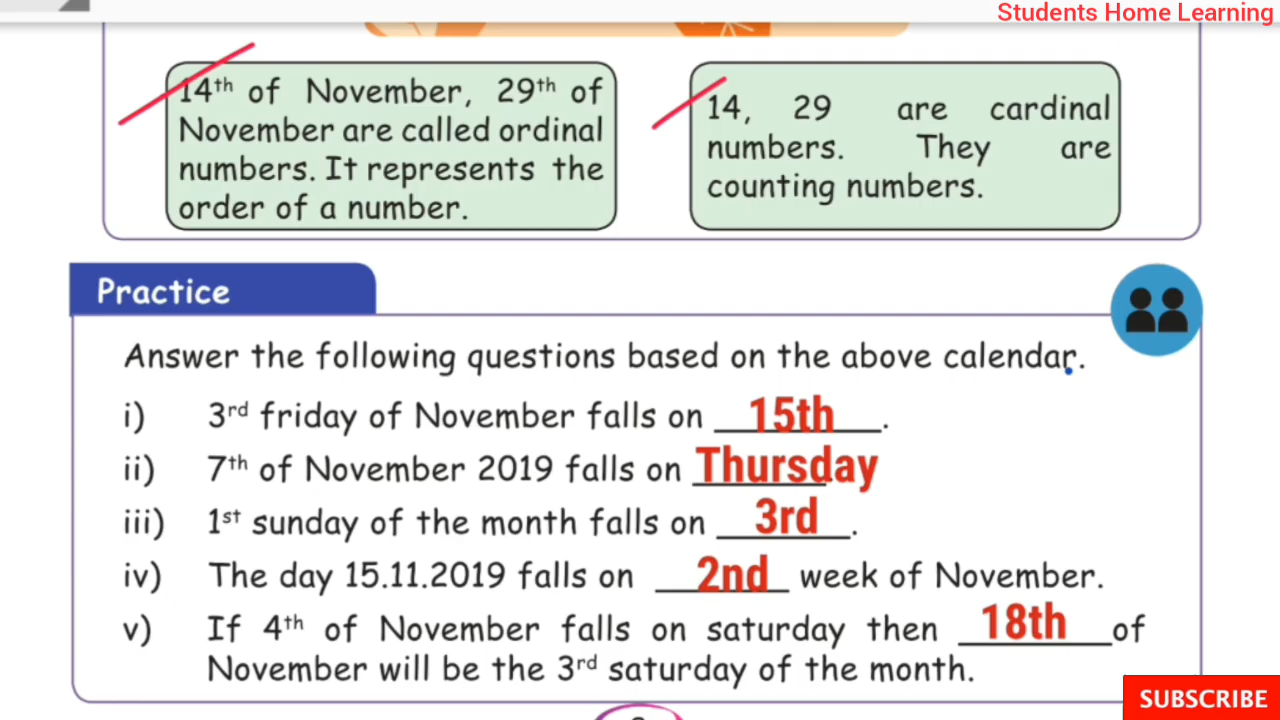 Students Home Learning
14th of November, 29th of
November are called ordinal
numbers. It represents the
order of a number.
14, 29 are cardinal
numbers. They are
counting numbers.
Practice
Answer the following questions based on the above calendar.
i) 3rd friday of November falls on 15th.
ii) 7th of November 2019 falls on Thursday
iii) 1st sunday of the month falls on 3rd.
iv) The day 15.11.2019 falls on 2nd week of November.
v) If 4th of November falls on saturday then 18th of
November will be the 3rd saturday of the month.
SUBSCRIBE